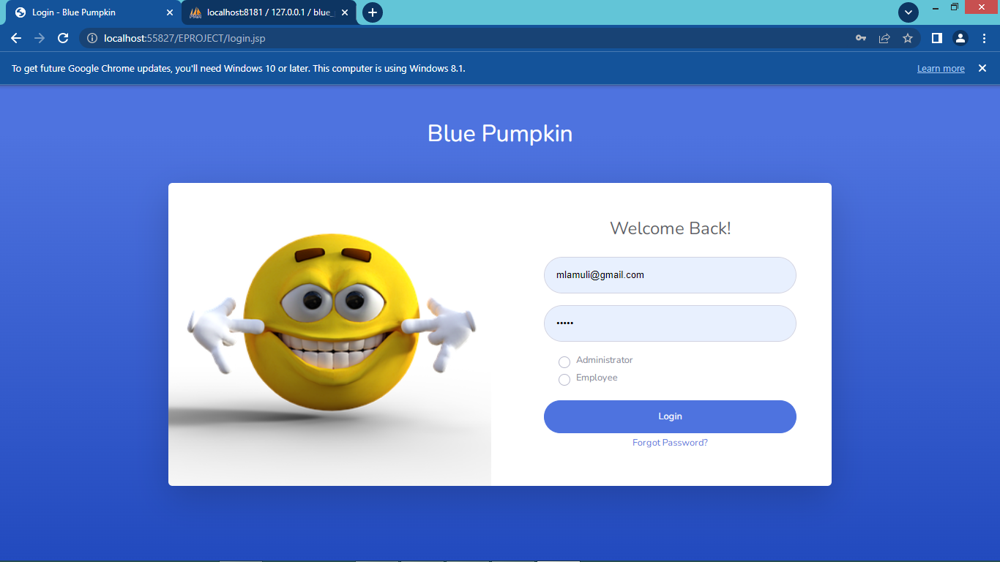 Login - Blue Pumpkin
localhost:8181 / 127.0.0.1 / blue_
localhost:55827/EPROJECT/login.jsp
To get future Google Chrome updates, you'll need Windows 10 or later. This computer is using Windows 8.1.
Learn more
Blue Pumpkin
Welcome Back!
mlamuli@gmail.com
•••••
Administrator
Employee
Login
Forgot Password?